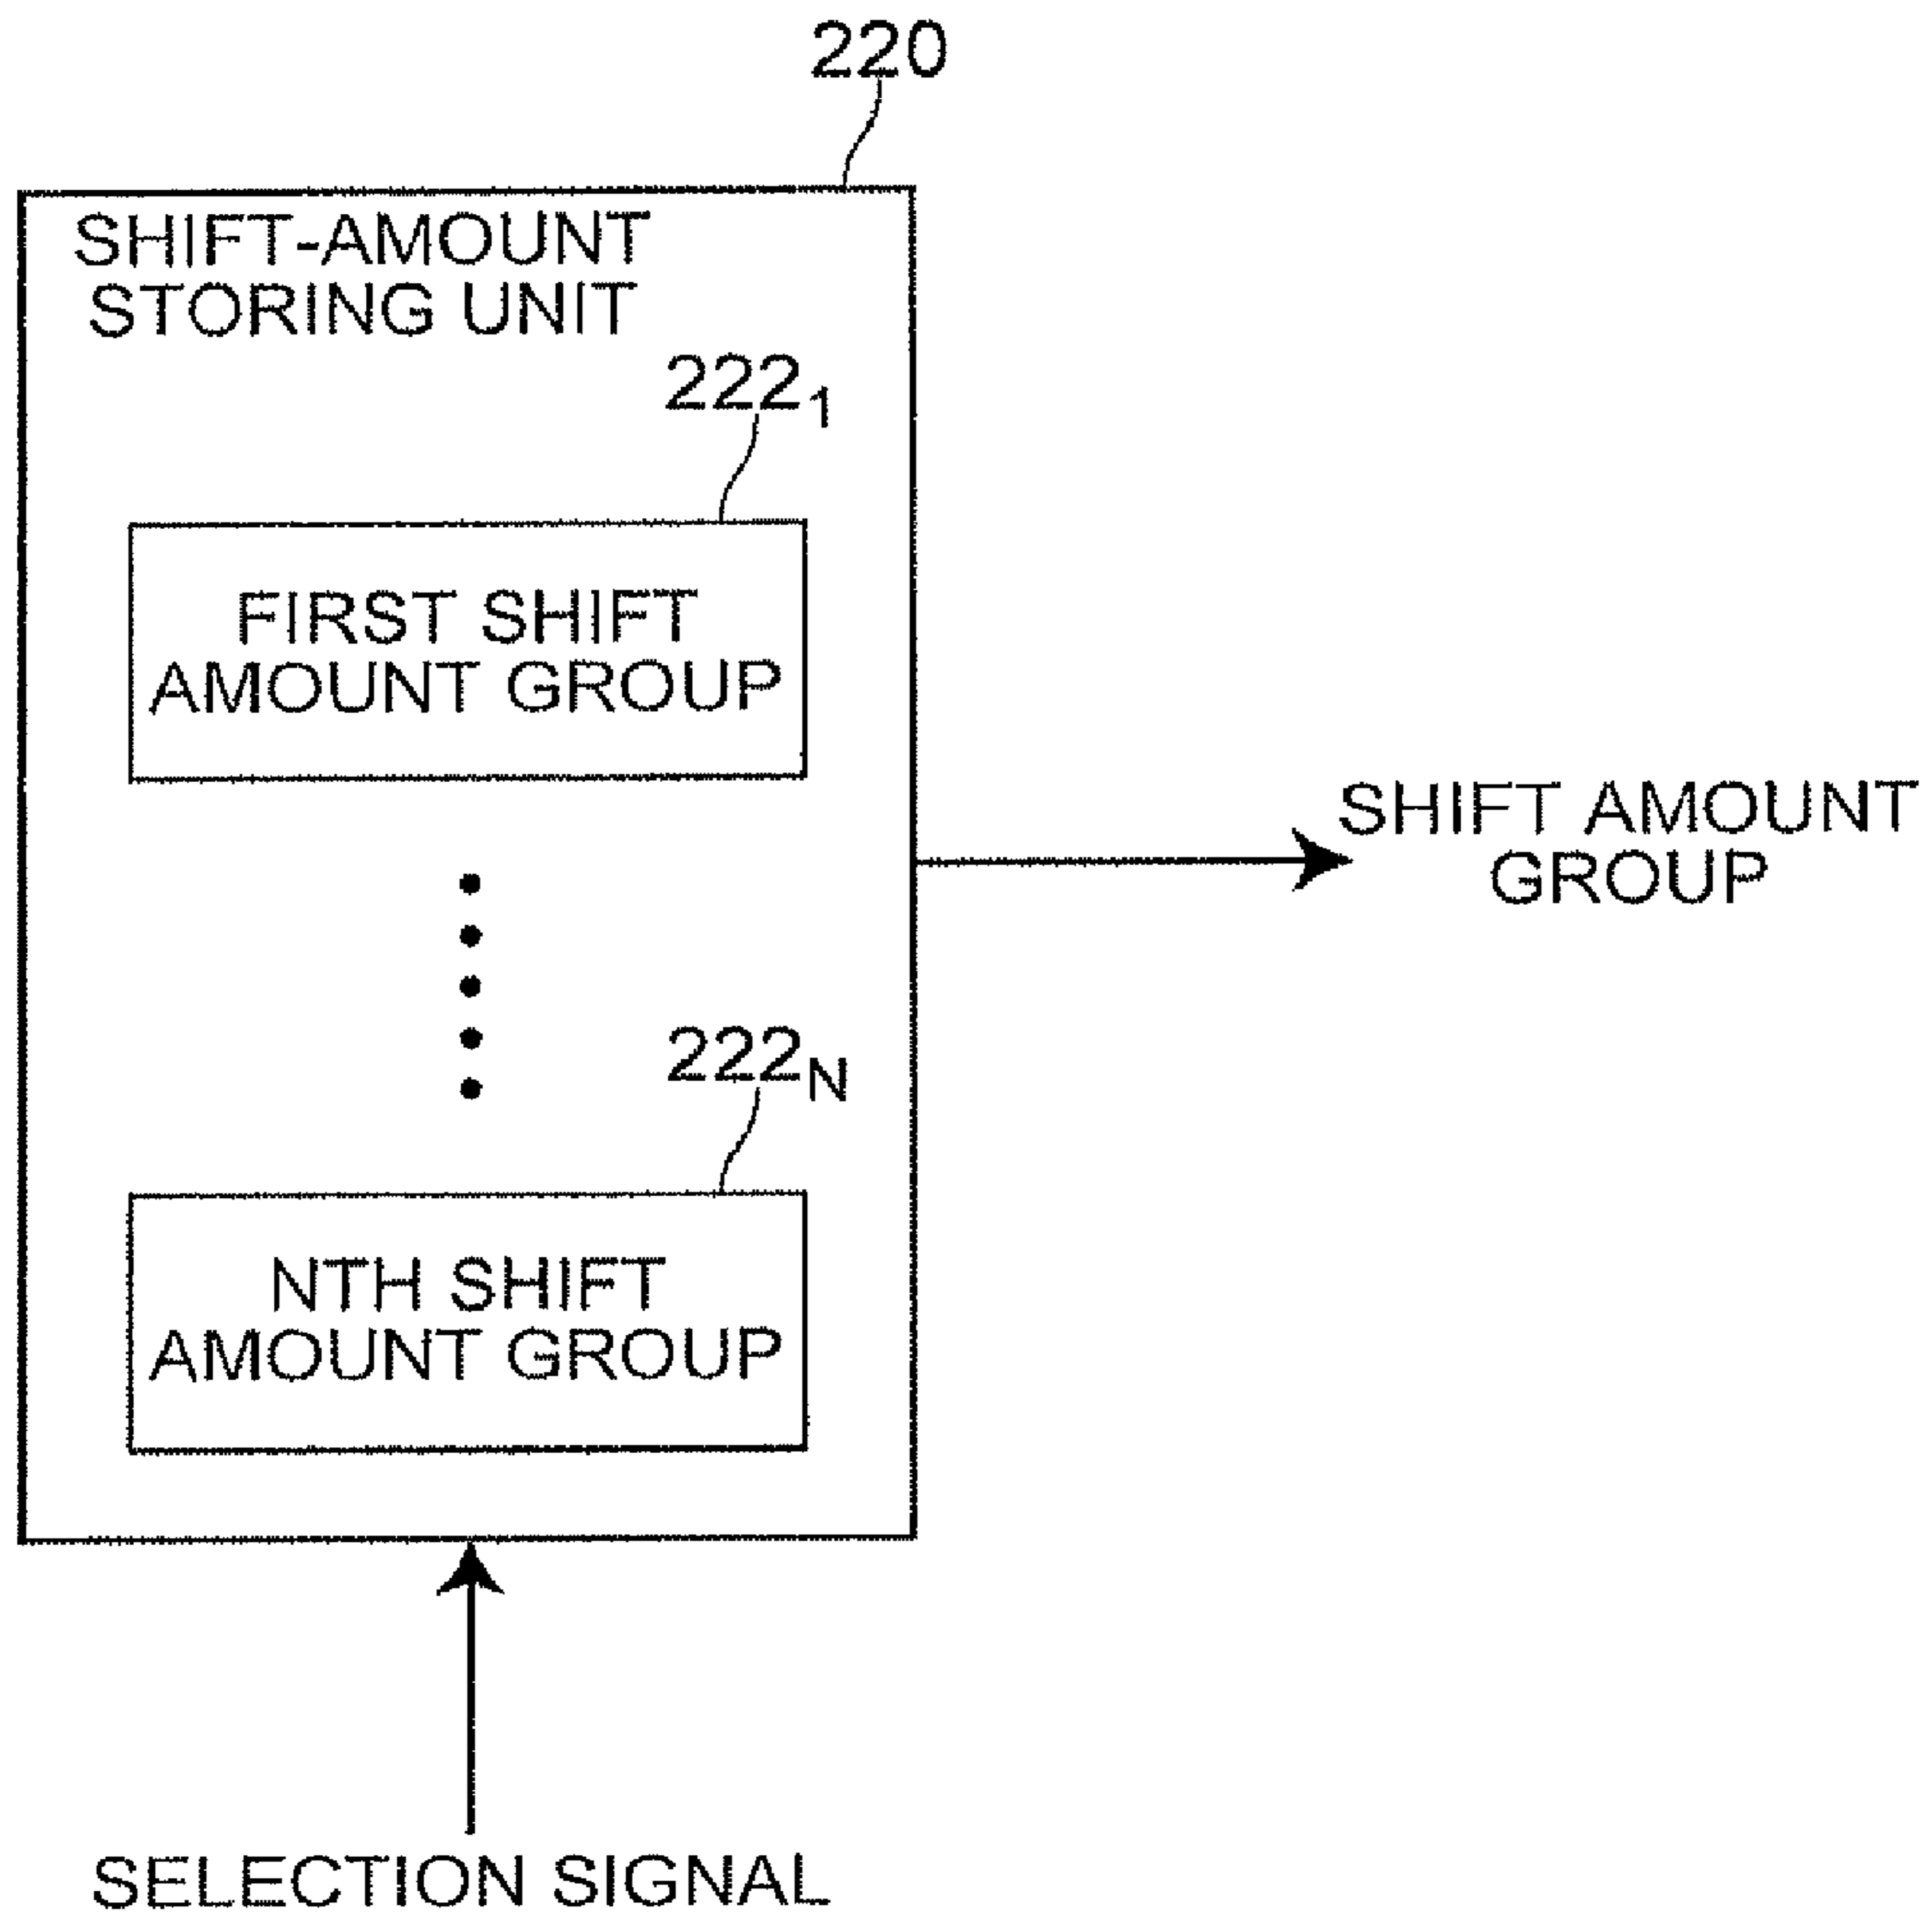 220
SHIFT-AMOUNT
STORING UNIT
222₁
FIRST SHIFT
AMOUNT GROUP
SHIFT AMOUNT
GROUP
222N
NTH SHIFT
AMOUNT GROUP
SELECTION SIGNAL